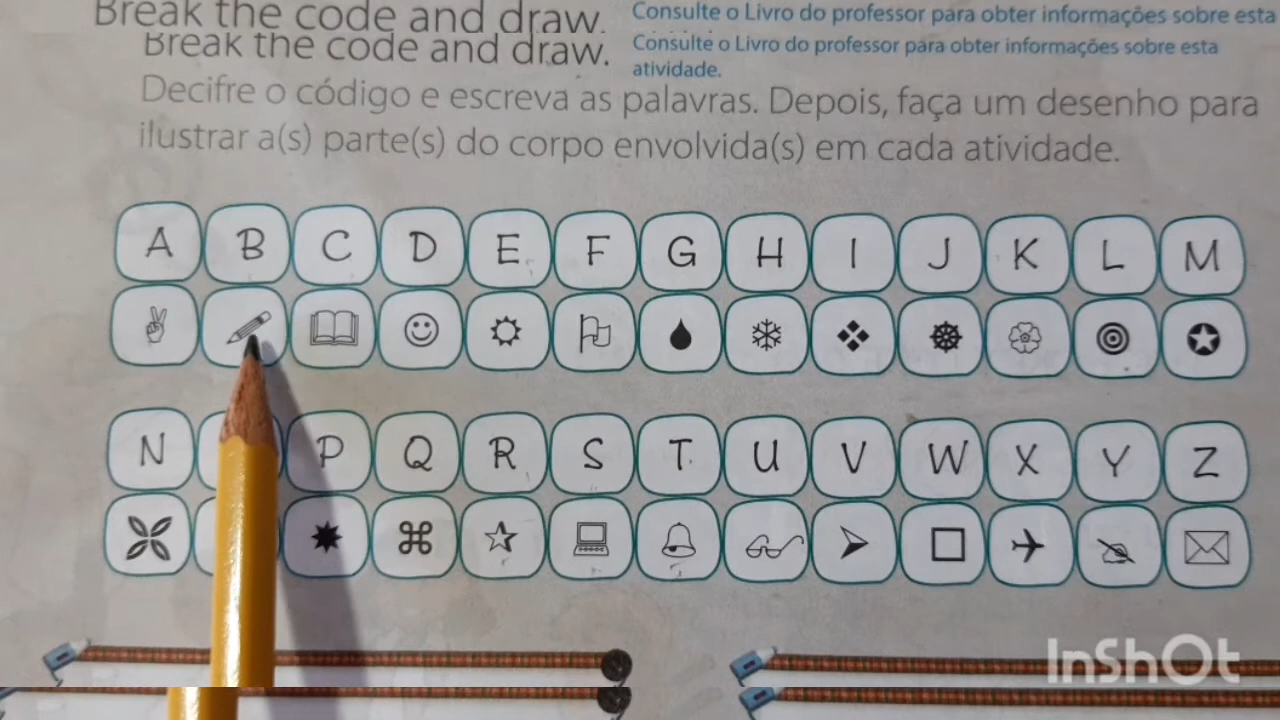 Break the code and draw.
Consulte o Livro do professor para obter informações sobre esta
Break the code and draw.
Consulte o Livro do professor para obter informações sobre esta
atividade.
Decifre o código e escreva as palavras. Depois, faça um desenho para
ilustrar a(s) parte(s) do corpo envolvida(s) em cada atividade.
A B C D E F G H I J K L M
N P Q R S T U V W X Y Z
InShOt